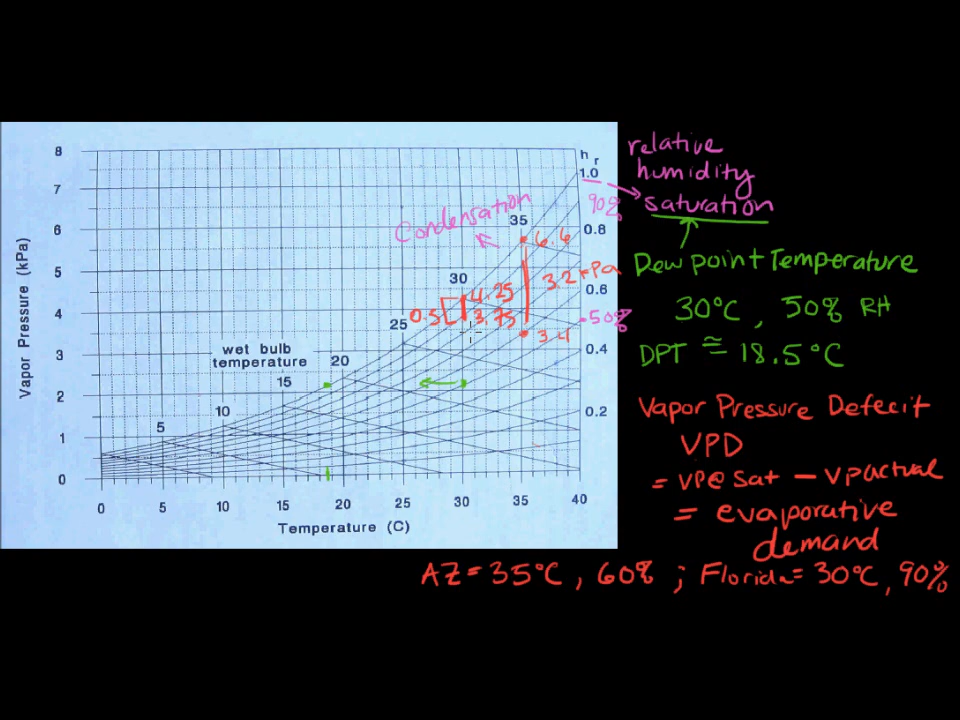 8
7
6
5
4
3
2
1
0
Vapor Pressure (kPa)
0 5 10 15 20 25 30 35 40
Temperature (C)
wet bulb
temperature
5
10
15
20
25
30
35
h r
1.0
0.8
0.6
0.4
0.2
90%
50%
Condensation
6.6
3.2 kPa
3.4
4.25
3.75
0.5
relative
humidity
saturation
Dew point Temperature
30°C, 50% RH
DPT ≅ 18.5°C
Vapor Pressure Defecit
VPD
= VP@ Sat - VPactual
= evaporative
demand
AZ = 35°C, 60% ; Florida = 30°C, 90%